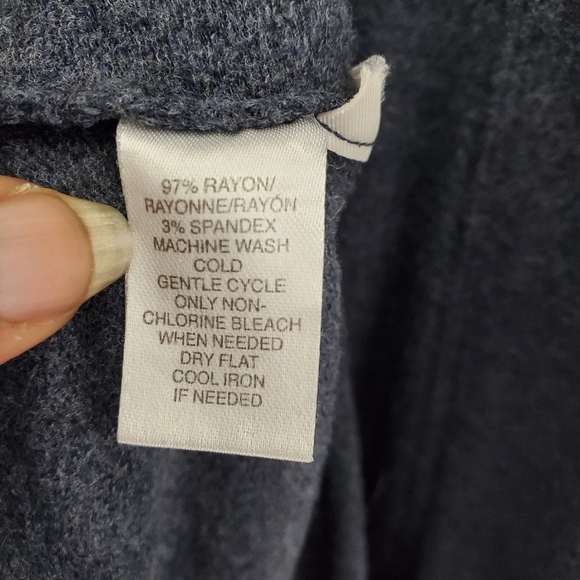 97% RAYON/
RAYONNE/RAYÓN
3% SPANDEX
MACHINE WASH
COLD
GENTLE CYCLE
ONLY NON-
CHLORINE BLEACH
WHEN NEEDED
DRY FLAT
COOL IRON
IF NEEDED